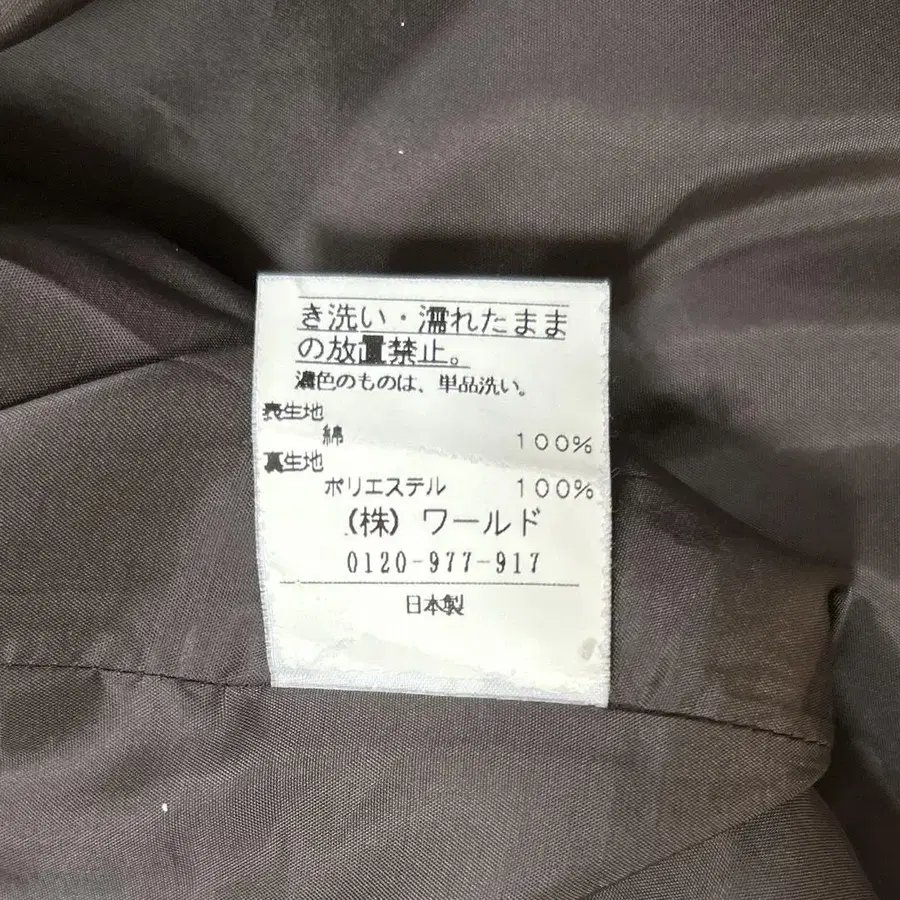 き洗い・濡れたまま
の放置禁止。
濃色のものは、単品洗い。
表生地
綿 100%
裏生地
ポリエステル 100%
(株)ワールド
0120-977-917
日本製